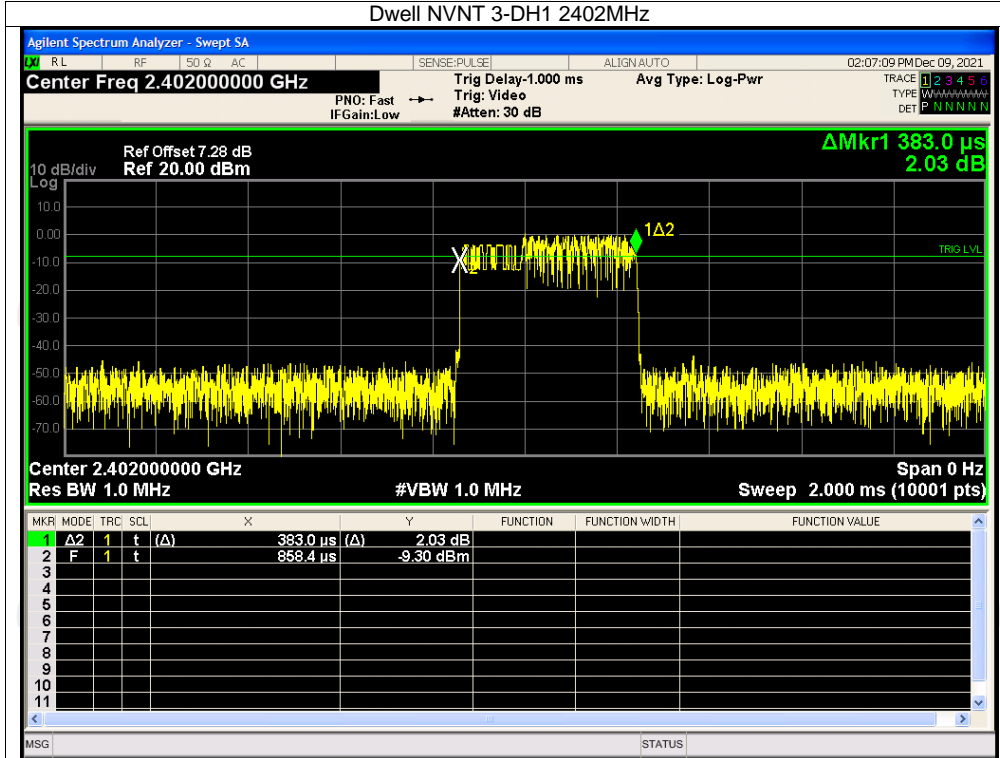 Dwell NVNT 3-DH1 2402MHz
Agilent Spectrum Analyzer - Swept SA
LXI RL RF 50 Ω AC SENSE:PULSE ALIGNAUTO 02:07:09 PM Dec 09, 2021
Center Freq 2.402000000 GHz
PNO: Fast
IFGain:Low
Trig Delay-1.000 ms
Trig: Video
#Atten: 30 dB
Avg Type: Log-Pwr
TRACE 1 2 3 4 5 6
TYPE WWWWWWW
DET P N N N N N
ΔMkr1 383.0 µs
2.03 dB
Ref Offset 7.28 dB
10 dB/div Ref 20.00 dBm
Log
10.0
0.00
-10.0
-20.0
-30.0
-40.0
-50.0
-60.0
-70.0
1Δ2
TRIG LVL
X2
Center 2.402000000 GHz Span 0 Hz
Res BW 1.0 MHz #VBW 1.0 MHz Sweep 2.000 ms (10001 pts)
MKR MODE TRC SCL X Y FUNCTION FUNCTION WIDTH FUNCTION VALUE
1 Δ2 1 t (Δ) 383.0 µs (Δ) 2.03 dB
2 F 1 t 858.4 µs -9.30 dBm
3
4
5
6
7
8
9
10
11
MSG STATUS